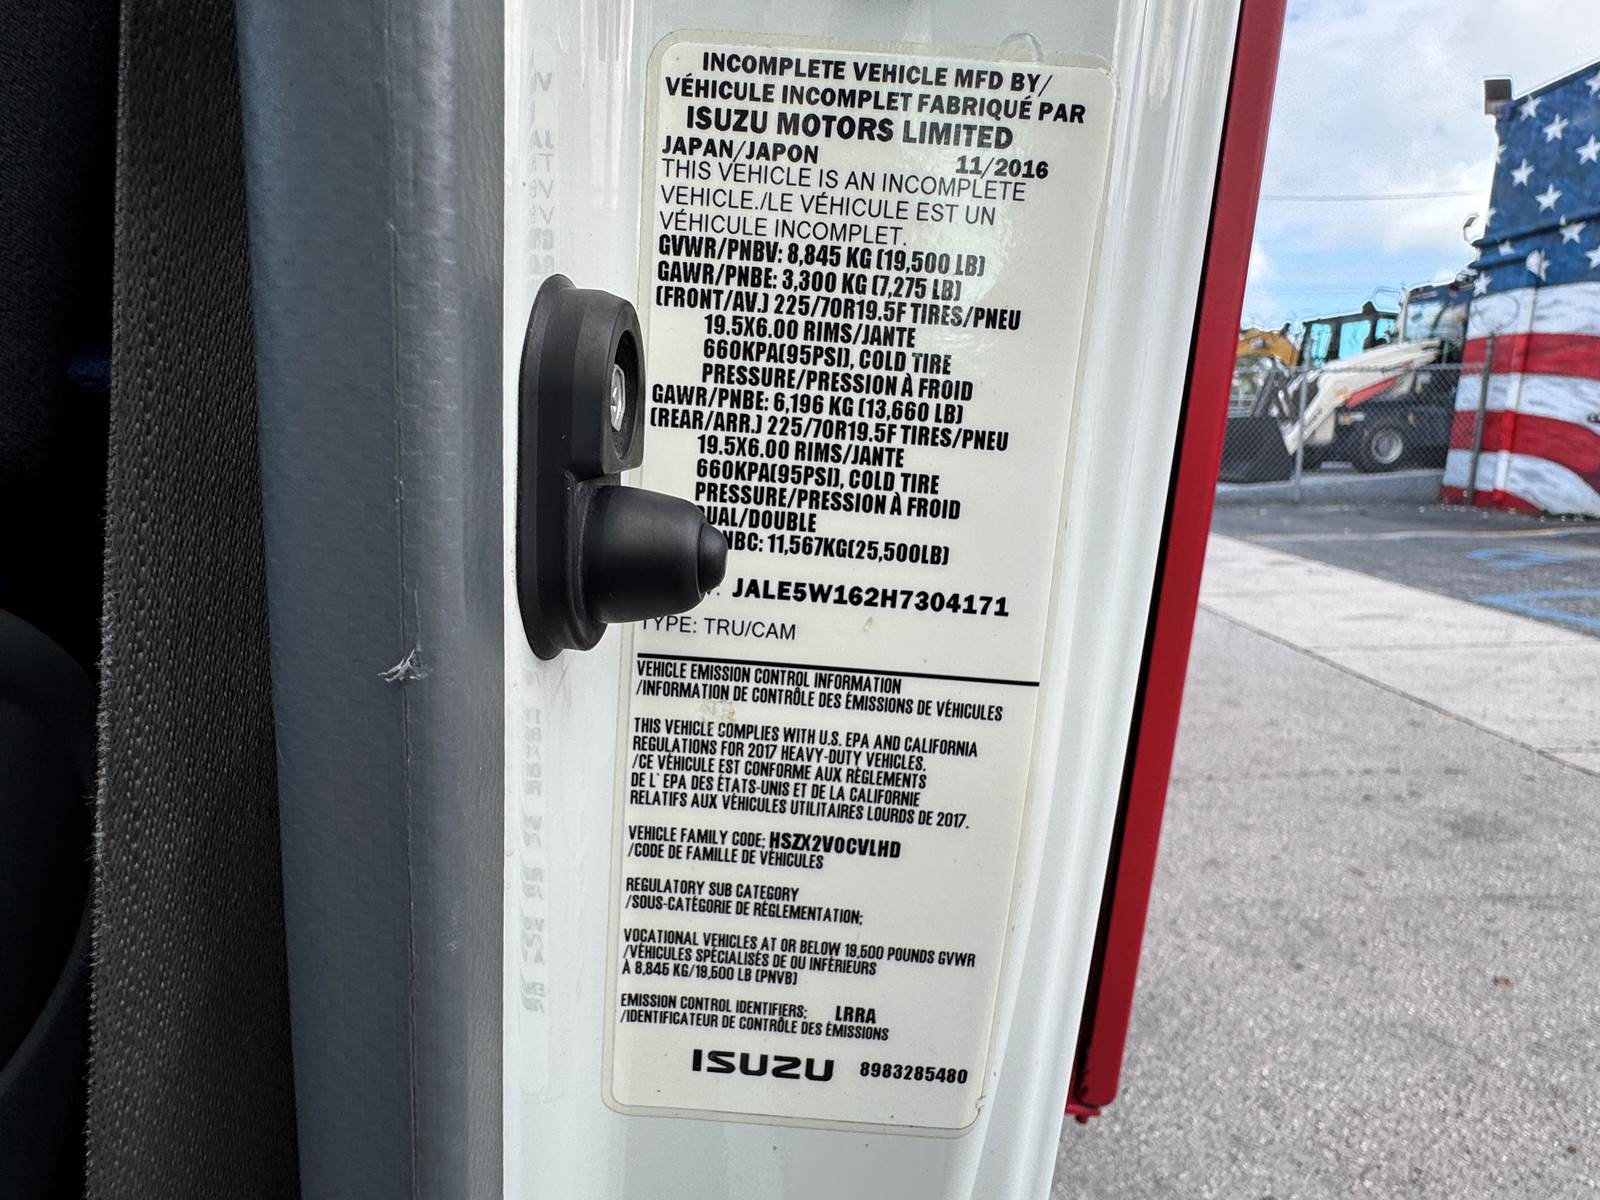 INCOMPLETE VEHICLE MFD BY/
VÉHICULE INCOMPLET FABRIQUÉ PAR
ISUZU MOTORS LIMITED
JAPAN/JAPON 11/2016
THIS VEHICLE IS AN INCOMPLETE
VEHICLE./LE VÉHICULE EST UN
VÉHICULE INCOMPLET.
GVWR/PNBV: 8,845 KG (19,500 LB)
GAWR/PNBE: 3,300 KG (7,275 LB)
(FRONT/AV.) 225/70R19.5F TIRES/PNEU
19.5X6.00 RIMS/JANTE
660KPA(95PSI), COLD TIRE
PRESSURE/PRESSION À FROID
GAWR/PNBE: 6,196 KG (13,660 LB)
(REAR/ARR.) 225/70R19.5F TIRES/PNEU
19.5X6.00 RIMS/JANTE
660KPA(95PSI), COLD TIRE
PRESSURE/PRESSION À FROID
DUAL/DOUBLE
NBC: 11,567KG(25,500LB)
JALE5W162H7304171
TYPE: TRU/CAM
VEHICLE EMISSION CONTROL INFORMATION
/INFORMATION DE CONTRÔLE DES ÉMISSIONS DE VÉHICULES
THIS VEHICLE COMPLIES WITH U.S. EPA AND CALIFORNIA
REGULATIONS FOR 2017 HEAVY-DUTY VEHICLES.
/CE VÉHICULE EST CONFORME AUX RÈGLEMENTS
DE L'EPA DES ÉTATS-UNIS ET DE LA CALIFORNIE
RELATIFS AUX VÉHICULES UTILITAIRES LOURDS DE 2017.
VEHICLE FAMILY CODE: HSZX2VOCVLHD
/CODE DE FAMILLE DE VÉHICULES
REGULATORY SUB CATEGORY
/SOUS-CATÉGORIE DE RÉGLEMENTATION;
VOCATIONAL VEHICLES AT OR BELOW 19,500 POUNDS GVWR
/VÉHICULES SPÉCIALISÉS DE OU INFÉRIEURS
À 8,845 KG/19,500 LB (PNVB)
EMISSION CONTROL IDENTIFIERS; LRRA
/IDENTIFICATEUR DE CONTRÔLE DES ÉMISSIONS
ISUZU 8983285480